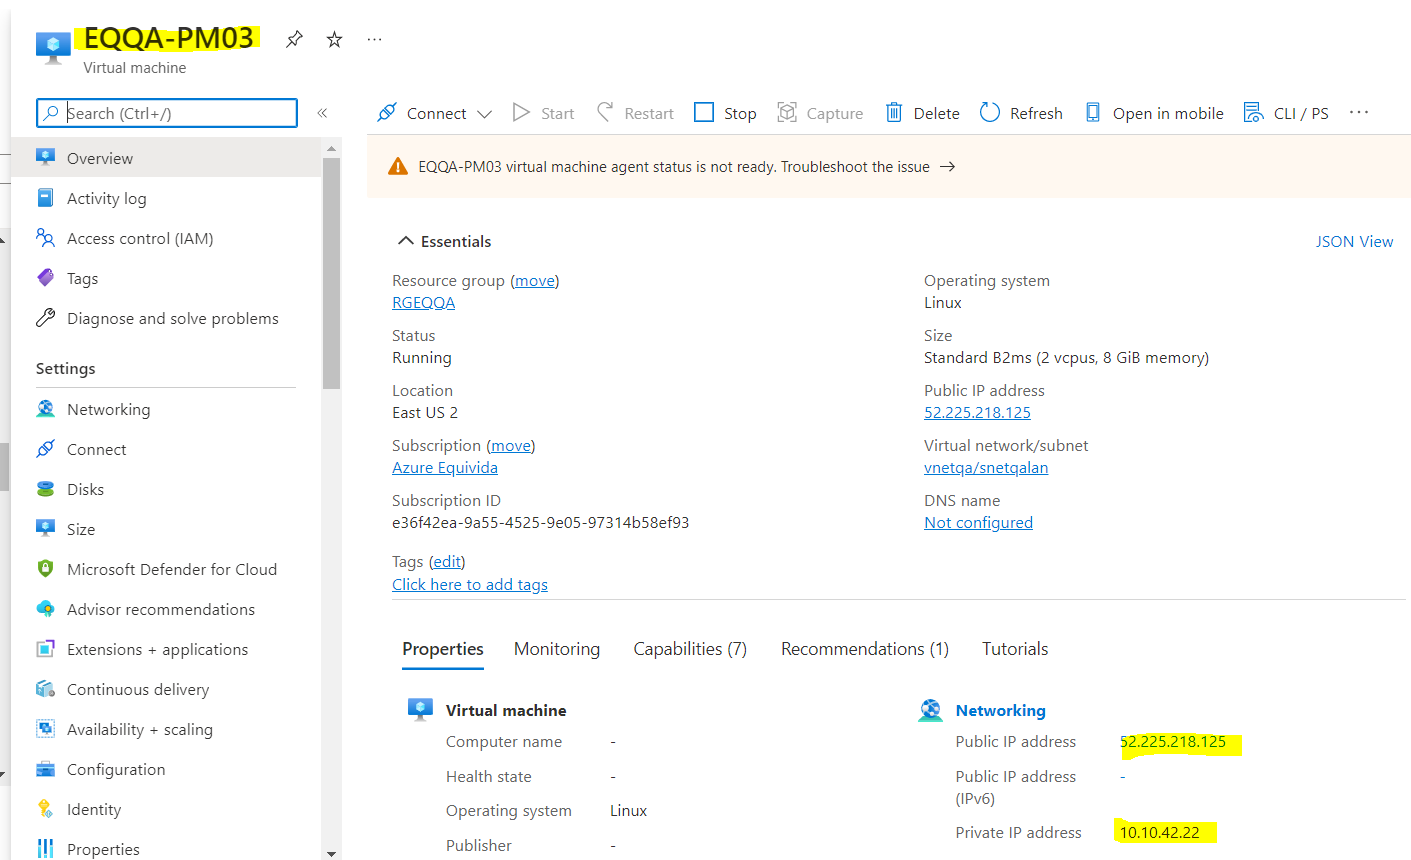 EQQA-PM03
Virtual machine
Search (Ctrl+/)
Overview
Activity log
Access control (IAM)
Tags
Diagnose and solve problems
Settings
Networking
Connect
Disks
Size
Microsoft Defender for Cloud
Advisor recommendations
Extensions + applications
Continuous delivery
Availability + scaling
Configuration
Identity
Properties
Connect Start Restart Stop Capture Delete Refresh Open in mobile CLI / PS
EQQA-PM03 virtual machine agent status is not ready. Troubleshoot the issue →
Essentials
JSON View
Resource group (move)
RGEQQA
Status
Running
Location
East US 2
Subscription (move)
Azure Equivida
Subscription ID
e36f42ea-9a55-4525-9e05-97314b58ef93
Tags (edit)
Click here to add tags
Operating system
Linux
Size
Standard B2ms (2 vcpus, 8 GiB memory)
Public IP address
52.225.218.125
Virtual network/subnet
vnetqa/snetqalan
DNS name
Not configured
Properties Monitoring Capabilities (7) Recommendations (1) Tutorials
Virtual machine
Computer name -
Health state -
Operating system Linux
Publisher -
Networking
Public IP address 52.225.218.125
Public IP address -
(IPv6)
Private IP address 10.10.42.22